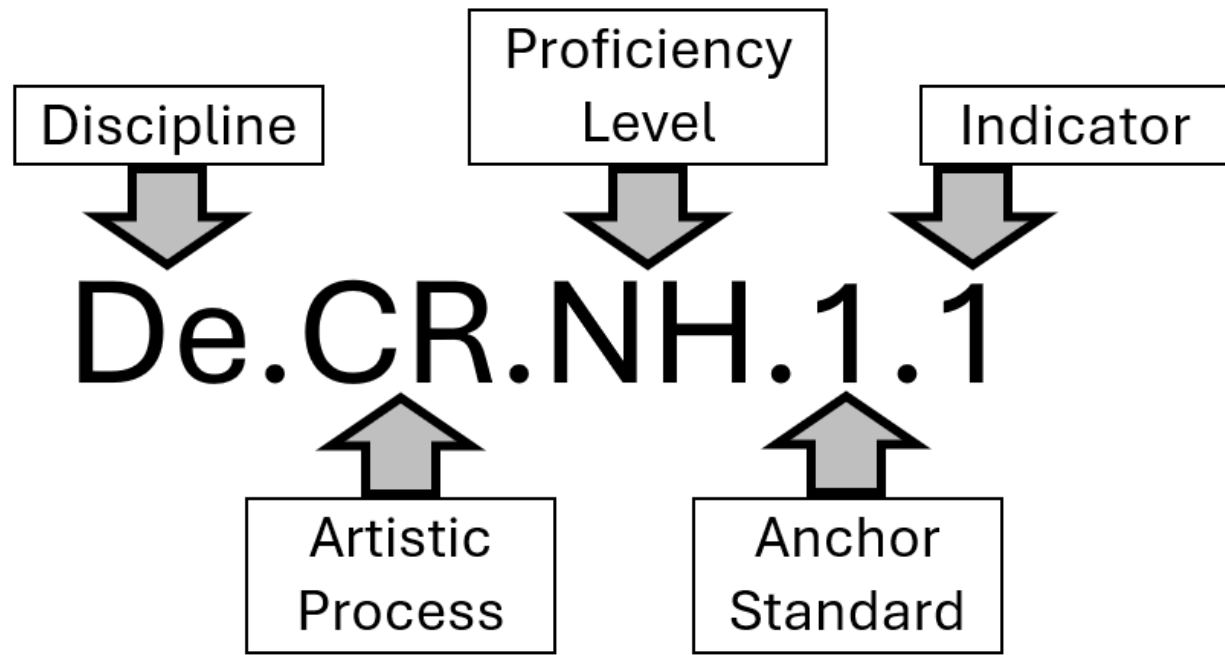 Proficiency
Level
Discipline
Indicator
De.CR.NH.1.1
Artistic
Process
Anchor
Standard